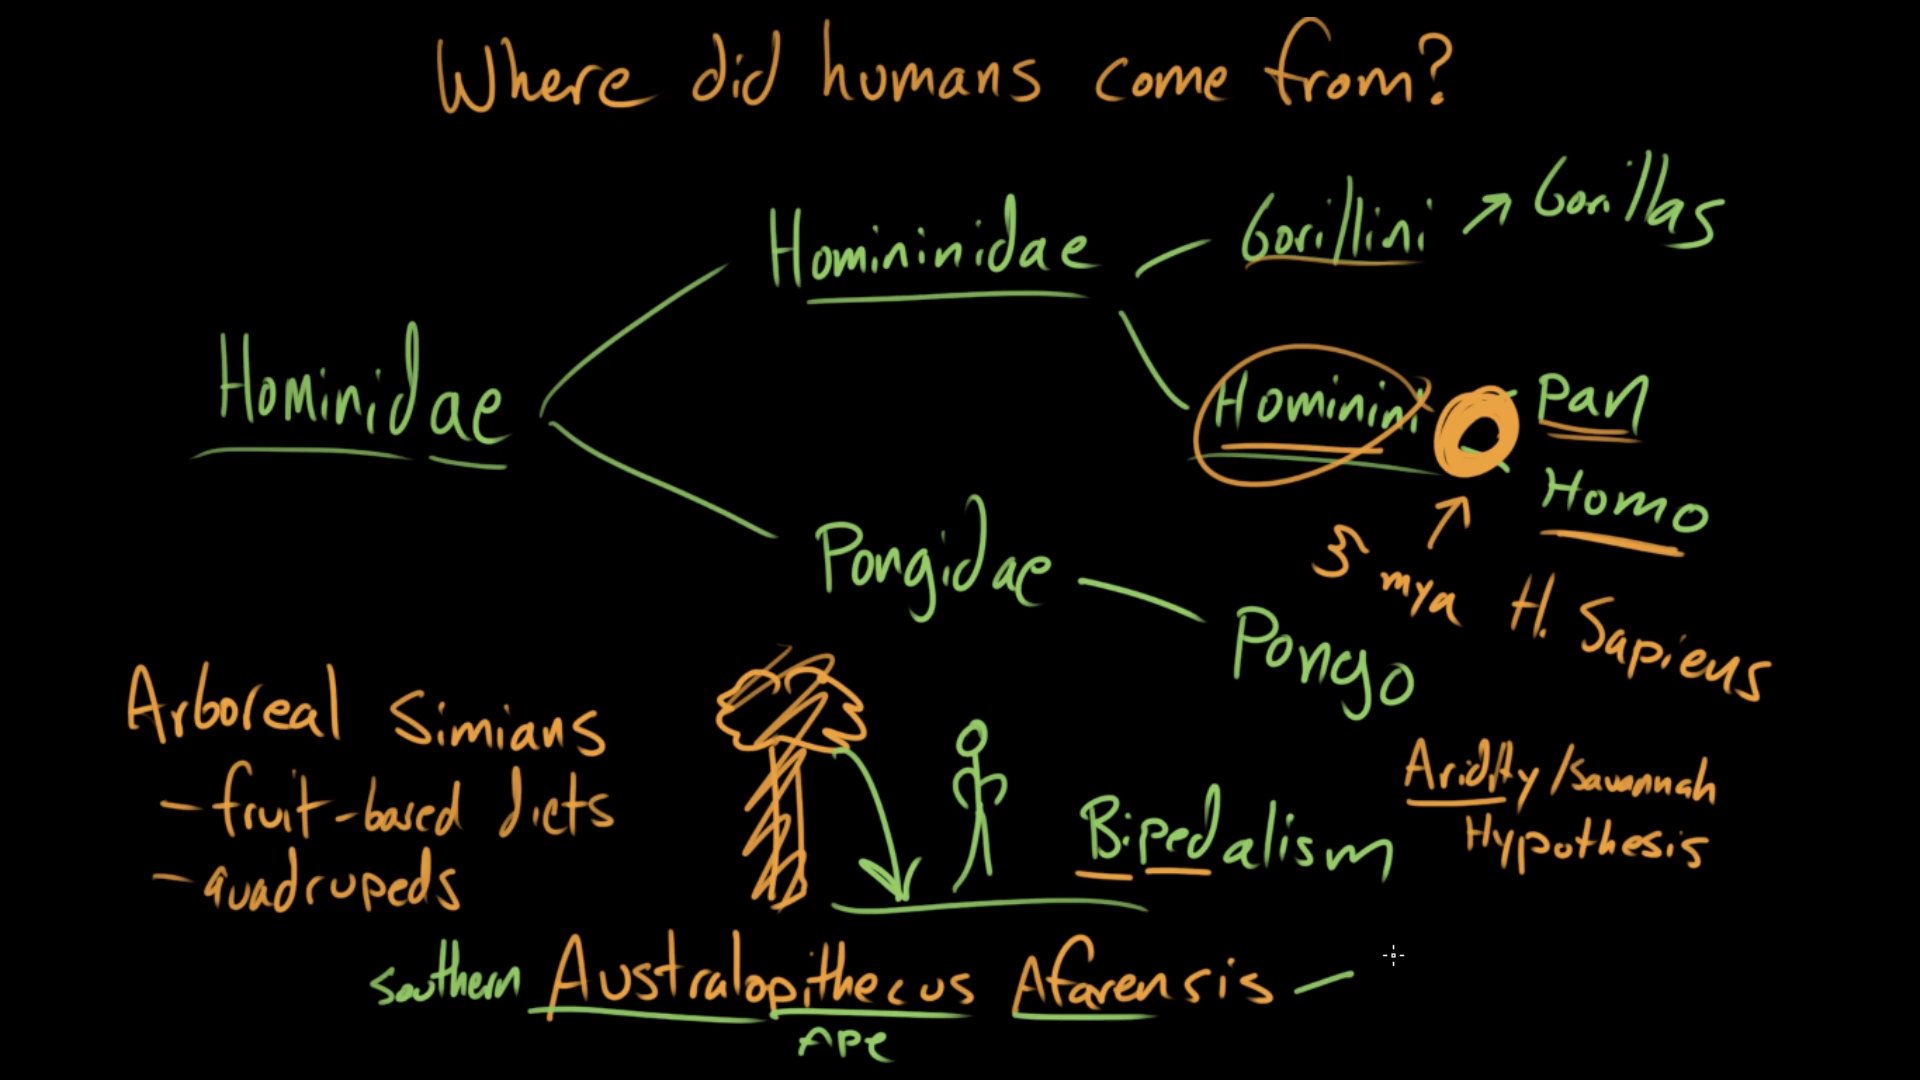 Where did humans come from?
Homininidae
Gorillini
Gorillas
Hominidae
Hominini
Pan
Homo
Pongidae
5 mya
H. Sapiens
Pongo
Arboreal Simians
- fruit-based diets
- quadrupeds
Bipedalism
Aridity/Savannah
Hypothesis
southern Australopithecus Afarensis -
APE